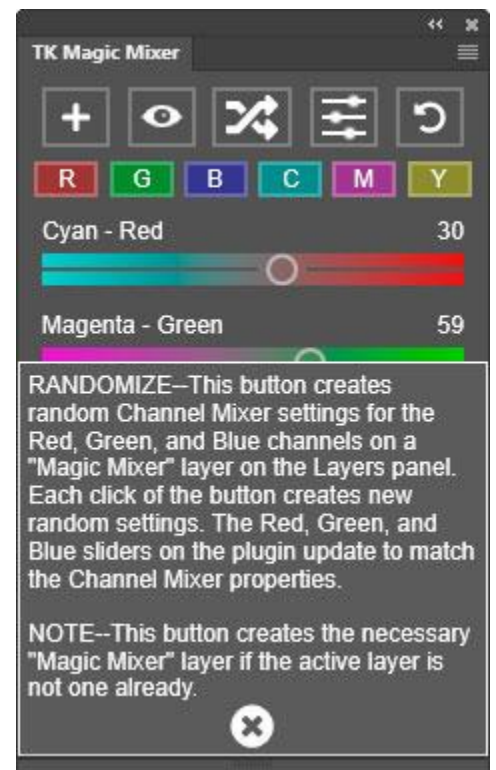 TK Magic Mixer
R G B C M Y
Cyan - Red 30
Magenta - Green 59
RANDOMIZE--This button creates
random Channel Mixer settings for the
Red, Green, and Blue channels on a
"Magic Mixer" layer on the Layers panel.
Each click of the button creates new
random settings. The Red, Green, and
Blue sliders on the plugin update to match
the Channel Mixer properties.
NOTE--This button creates the necessary
"Magic Mixer" layer if the active layer is
not one already.